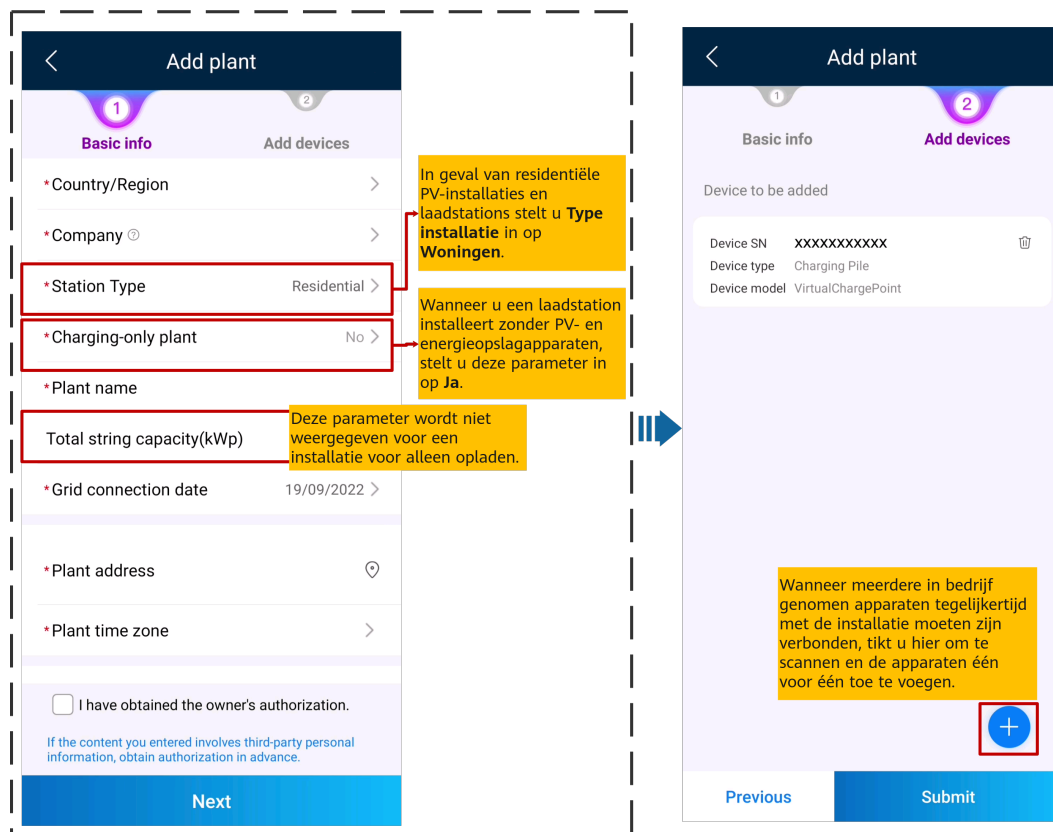 Add plant
1
2
Basic info
Add devices
*Country/Region
*Company
*Station Type
Residential
*Charging-only plant
No
*Plant name
Total string capacity(kWp)
*Grid connection date
19/09/2022
*Plant address
*Plant time zone
I have obtained the owner's authorization.
If the content you entered involves third-party personal
information, obtain authorization in advance.
Next
In geval van residentiële
PV-installaties en
laadstations stelt u Type
installatie in op
Woningen.
Wanneer u een laadstation
installeert zonder PV- en
energieopslagapparaten,
stelt u deze parameter in
op Ja.
Deze parameter wordt niet
weergegeven voor een
installatie voor alleen opladen.
Add plant
1
2
Basic info
Add devices
Device to be added
Device SN XXXXXXXXXXX
Device type Charging Pile
Device model VirtualChargePoint
Wanneer meerdere in bedrijf
genomen apparaten tegelijkertijd
met de installatie moeten zijn
verbonden, tikt u hier om te
scannen en de apparaten één
voor één toe te voegen.
Previous
Submit